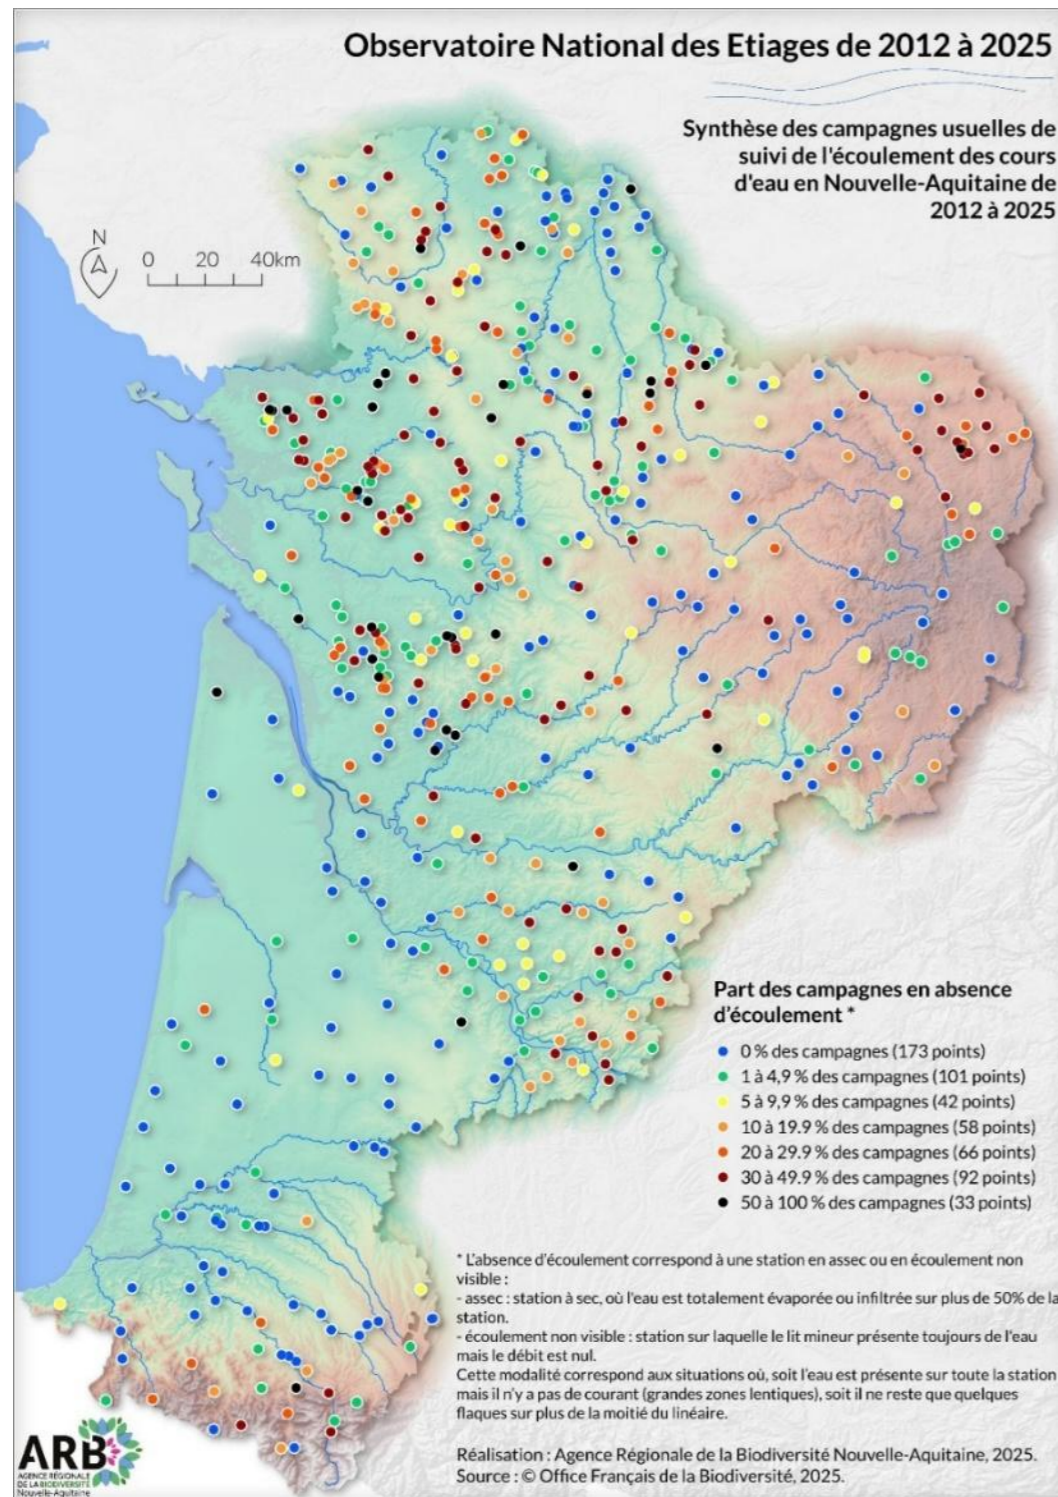 Observatoire National des Etiages de 2012 à 2025
Synthèse des campagnes usuelles de
suivi de l'écoulement des cours
d'eau en Nouvelle-Aquitaine de
2012 à 2025
N
0 20 40km
Part des campagnes en absence
d'écoulement *
0 % des campagnes (173 points)
1 à 4,9 % des campagnes (101 points)
5 à 9,9 % des campagnes (42 points)
10 à 19.9 % des campagnes (58 points)
20 à 29.9 % des campagnes (66 points)
30 à 49.9 % des campagnes (92 points)
50 à 100 % des campagnes (33 points)
* L'absence d'écoulement correspond à une station en assec ou en écoulement non
visible :
- assec : station à sec, où l'eau est totalement évaporée ou infiltrée sur plus de 50% de la
station.
- écoulement non visible : station sur laquelle le lit mineur présente toujours de l'eau
mais le débit est nul.
Cette modalité correspond aux situations où, soit l'eau est présente sur toute la station
mais il n'y a pas de courant (grandes zones lentiques), soit il ne reste que quelques
flaques sur plus de la moitié du linéaire.
Réalisation : Agence Régionale de la Biodiversité Nouvelle-Aquitaine, 2025.
Source : © Office Français de la Biodiversité, 2025.
ARB
AGENCE RÉGIONALE
DE LA BIODIVERSITÉ
Nouvelle-Aquitaine